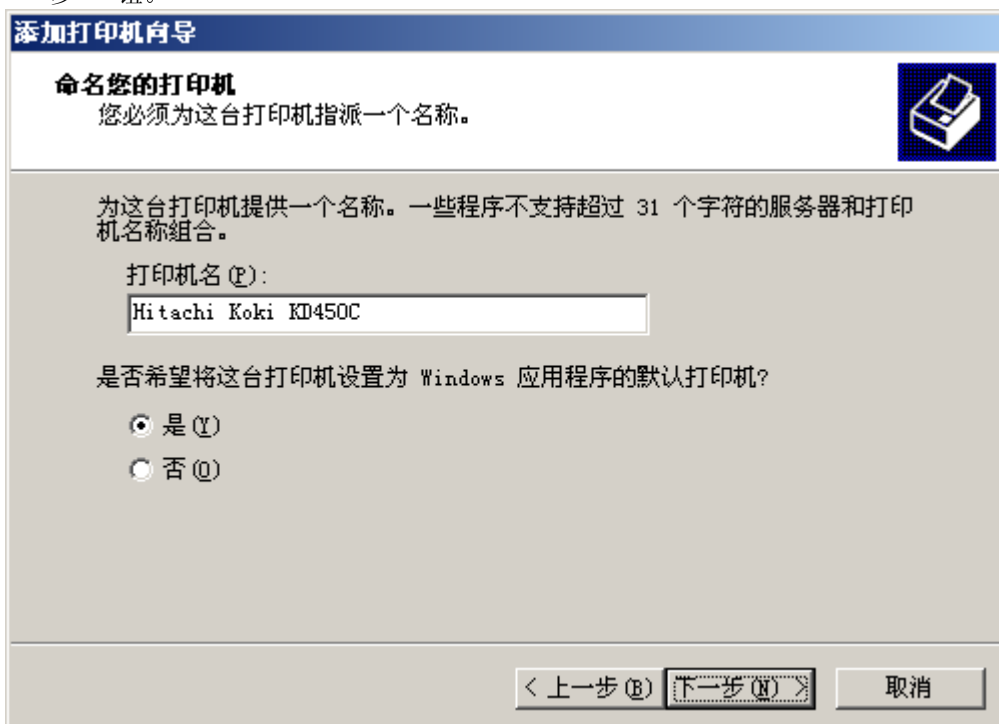 添加打印机向导
命名您的打印机
您必须为这台打印机指派一个名称。
为这台打印机提供一个名称。一些程序不支持超过 31 个字符的服务器和打印
机名称组合。
打印机名(P):
Hitachi Koki KD450C
是否希望将这台打印机设置为 Windows 应用程序的默认打印机?
是(Y)
否(O)
< 上一步(B) 下一步(N) > 取消